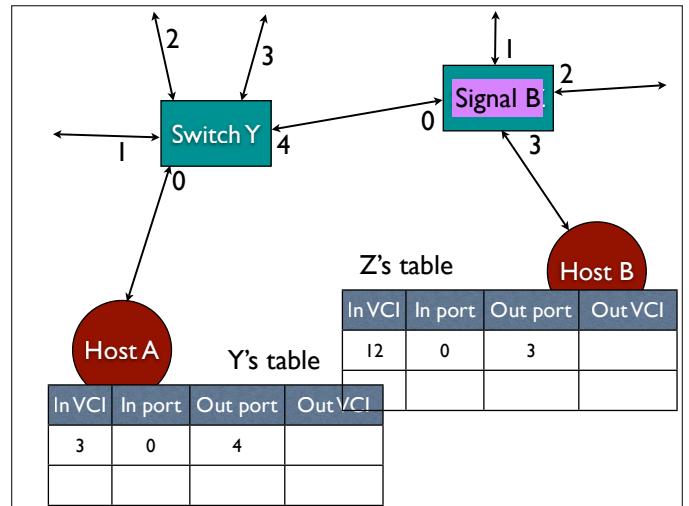 2
3
1
2
Signal B
Switch Y
4
0
3
1
0
Z's table
Host B
In VCI In port Out port Out VCI
12 0 3
Host A
Y's table
In VCI In port Out port Out VCI
3 0 4